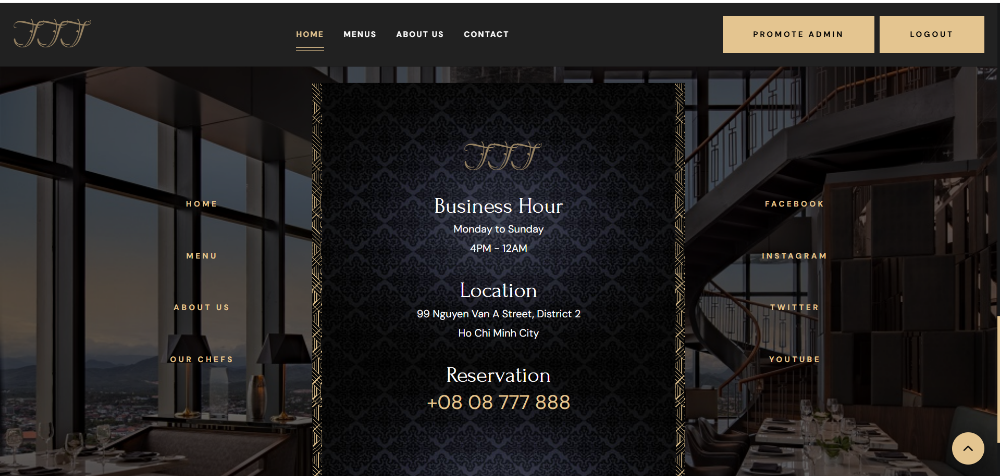 HOME
MENUS
ABOUT US
CONTACT
PROMOTE ADMIN
LOGOUT
HOME
MENU
ABOUT US
OUR CHEFS
Business Hour
Monday to Sunday
4PM - 12AM
Location
99 Nguyen Van A Street, District 2
Ho Chi Minh City
Reservation
+08 08 777 888
FACEBOOK
INSTAGRAM
TWITTER
YOUTUBE